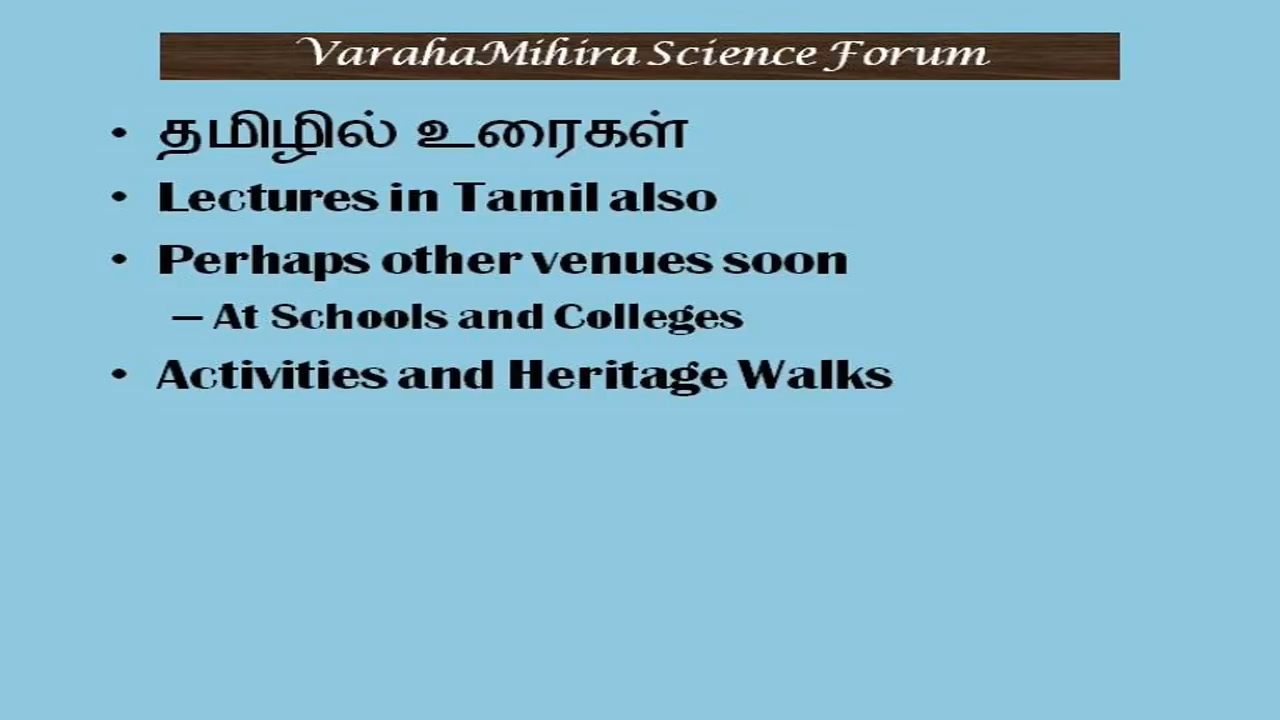 VarahaMihira Science Forum
• தமிழில் உரைகள்
• Lectures in Tamil also
• Perhaps other venues soon
– At Schools and Colleges
• Activities and Heritage Walks